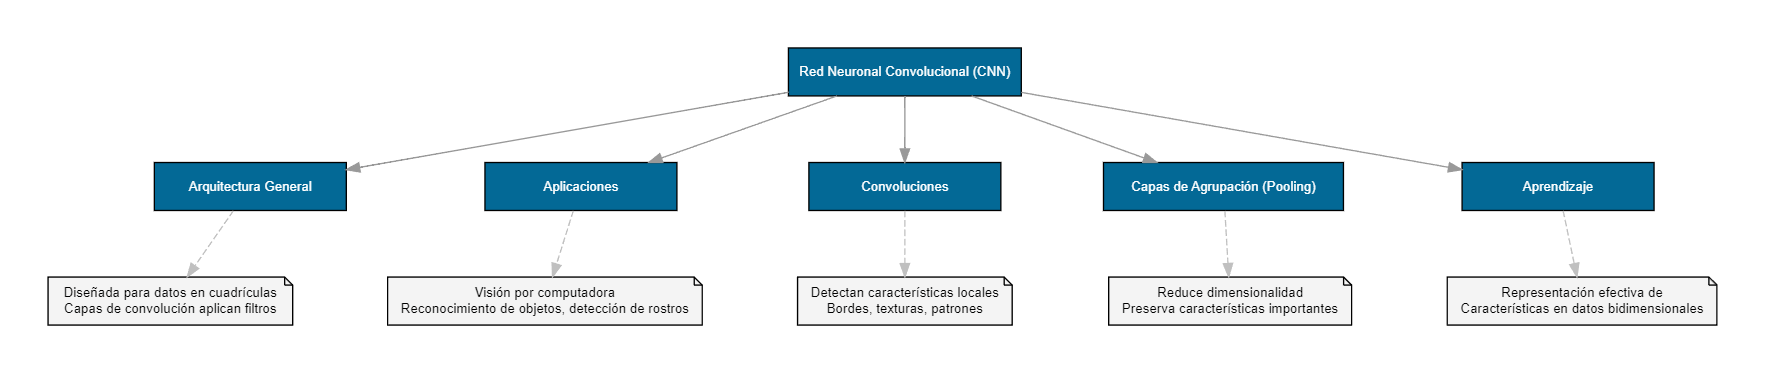 Red Neuronal Convolucional (CNN)
Arquitectura General
Aplicaciones
Convoluciones
Capas de Agrupación (Pooling)
Aprendizaje
Diseñada para datos en cuadrículas
Capas de convolución aplican filtros
Visión por computadora
Reconocimiento de objetos, detección de rostros
Detectan características locales
Bordes, texturas, patrones
Reduce dimensionalidad
Preserva características importantes
Representación efectiva de
Características en datos bidimensionales